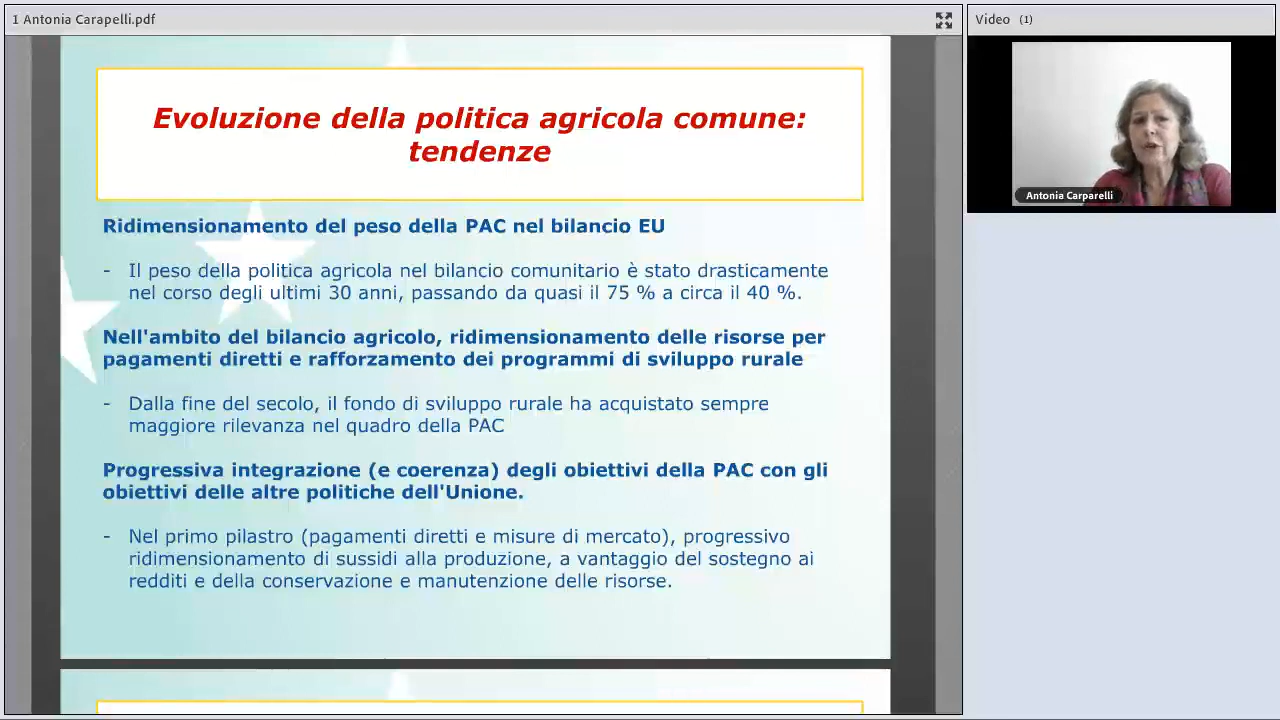 1 Antonia Carapelli.pdf
Video (1)
Antonia Carparelli
Evoluzione della politica agricola comune:
tendenze
Ridimensionamento del peso della PAC nel bilancio EU
- Il peso della politica agricola nel bilancio comunitario è stato drasticamente
nel corso degli ultimi 30 anni, passando da quasi il 75 % a circa il 40 %.
Nell'ambito del bilancio agricolo, ridimensionamento delle risorse per
pagamenti diretti e rafforzamento dei programmi di sviluppo rurale
- Dalla fine del secolo, il fondo di sviluppo rurale ha acquistato sempre
maggiore rilevanza nel quadro della PAC
Progressiva integrazione (e coerenza) degli obiettivi della PAC con gli
obiettivi delle altre politiche dell'Unione.
- Nel primo pilastro (pagamenti diretti e misure di mercato), progressivo
ridimensionamento di sussidi alla produzione, a vantaggio del sostegno ai
redditi e della conservazione e manutenzione delle risorse.